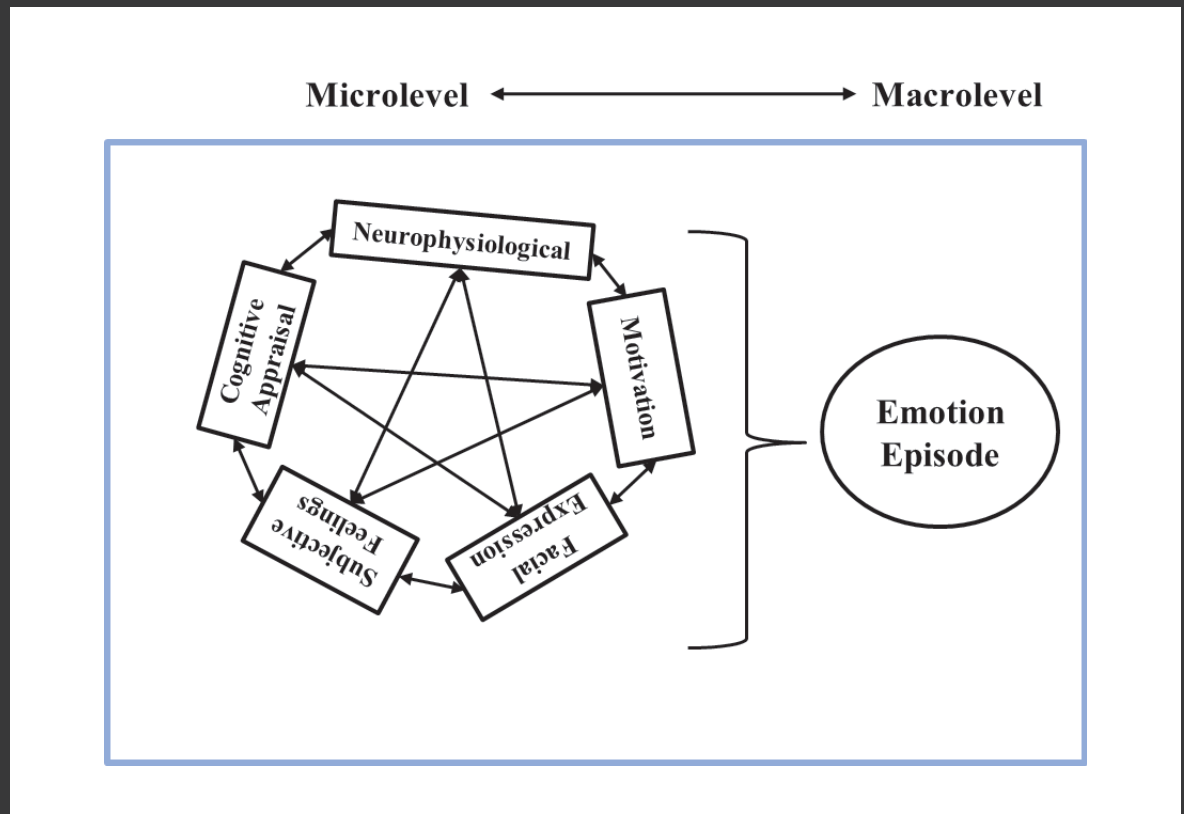 Microlevel
Macrolevel
Neurophysiological
Cognitive
Appraisal
Motivation
Subjective
Feelings
Facial
Expression
Emotion
Episode